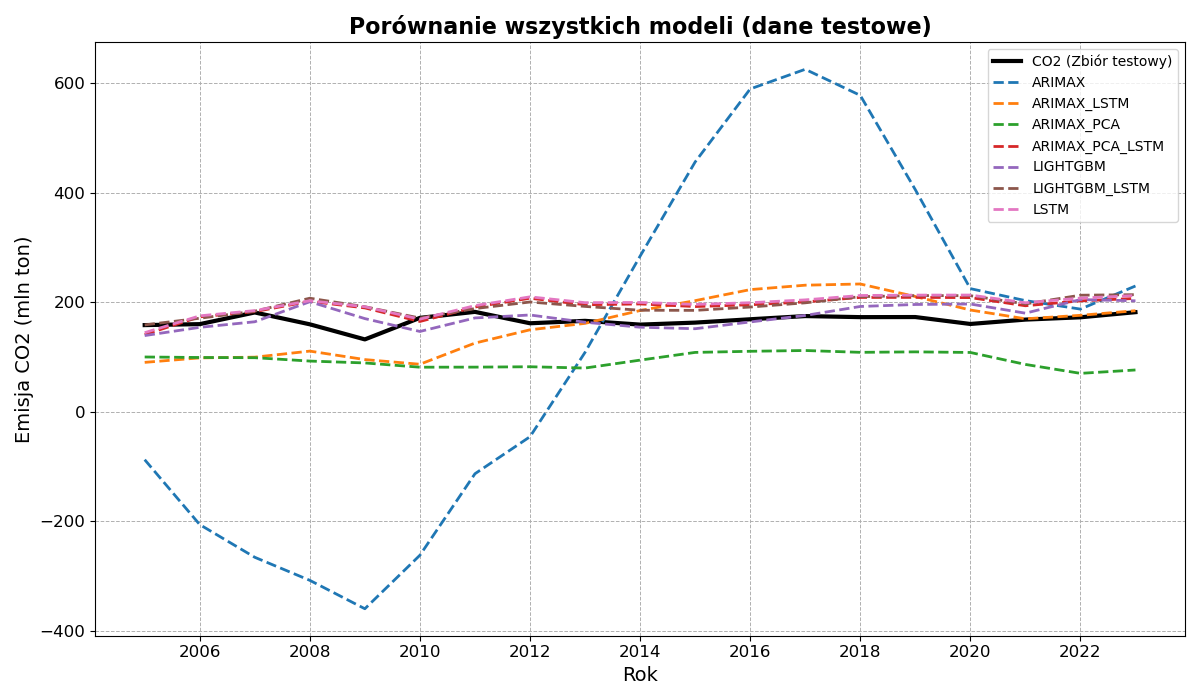 Porównanie wszystkich modeli (dane testowe)
CO2 (Zbiór testowy)
ARIMAX
ARIMAX_LSTM
ARIMAX_PCA
ARIMAX_PCA_LSTM
LIGHTGBM
LIGHTGBM_LSTM
LSTM
Emisja CO2 (mln ton)
600
400
200
0
−200
−400
2006 2008 2010 2012 2014 2016 2018 2020 2022
Rok